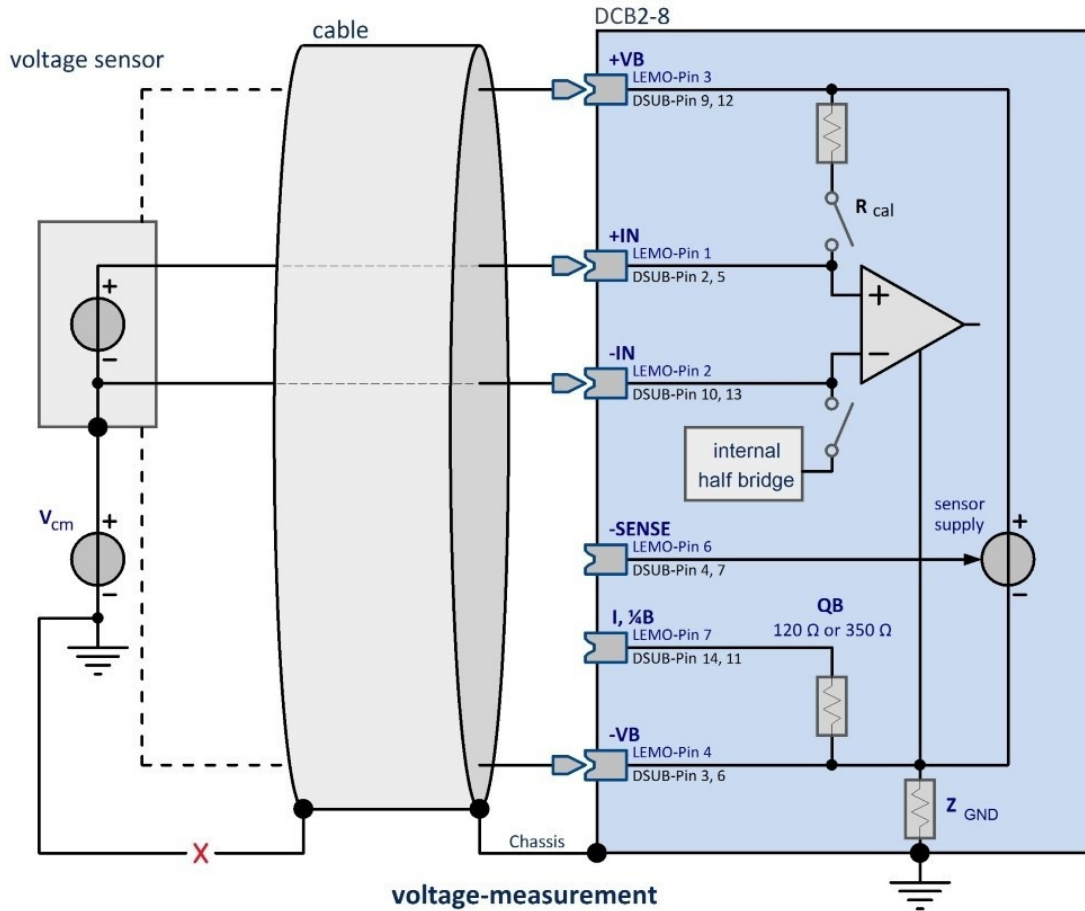 DCB2-8
cable
voltage sensor
+VB
LEMO-Pin 3
DSUB-Pin 9, 12
R cal
+IN
LEMO-Pin 1
DSUB-Pin 2, 5
+
+
−
−IN
LEMO-Pin 2
DSUB-Pin 10, 13
−
internal
half bridge
Vcm
+
−
−SENSE
LEMO-Pin 6
DSUB-Pin 4, 7
sensor
supply
+
−
I, ¼B
LEMO-Pin 7
DSUB-Pin 14, 11
QB
120 Ω or 350 Ω
−VB
LEMO-Pin 4
DSUB-Pin 3, 6
Z GND
X
Chassis
voltage-measurement